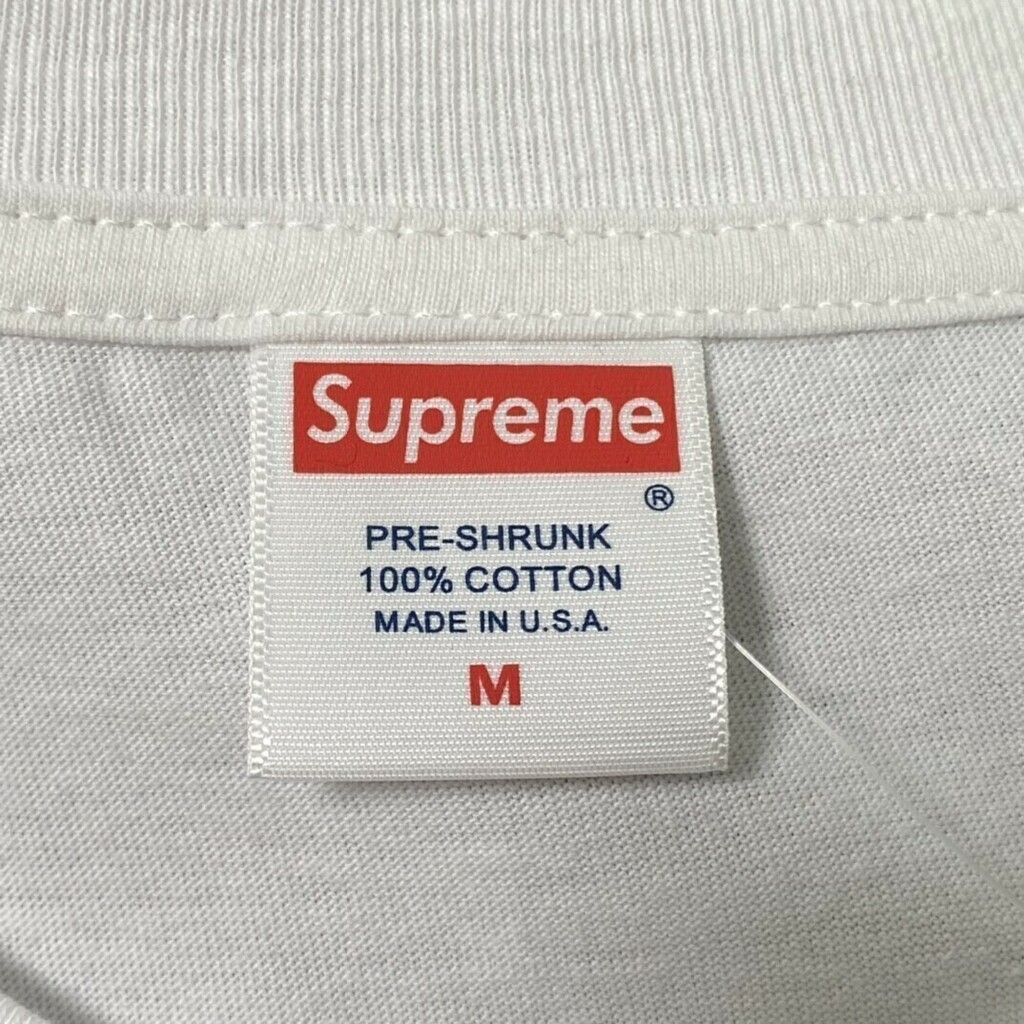 Supreme
®
PRE-SHRUNK
100% COTTON
MADE IN U.S.A.
M